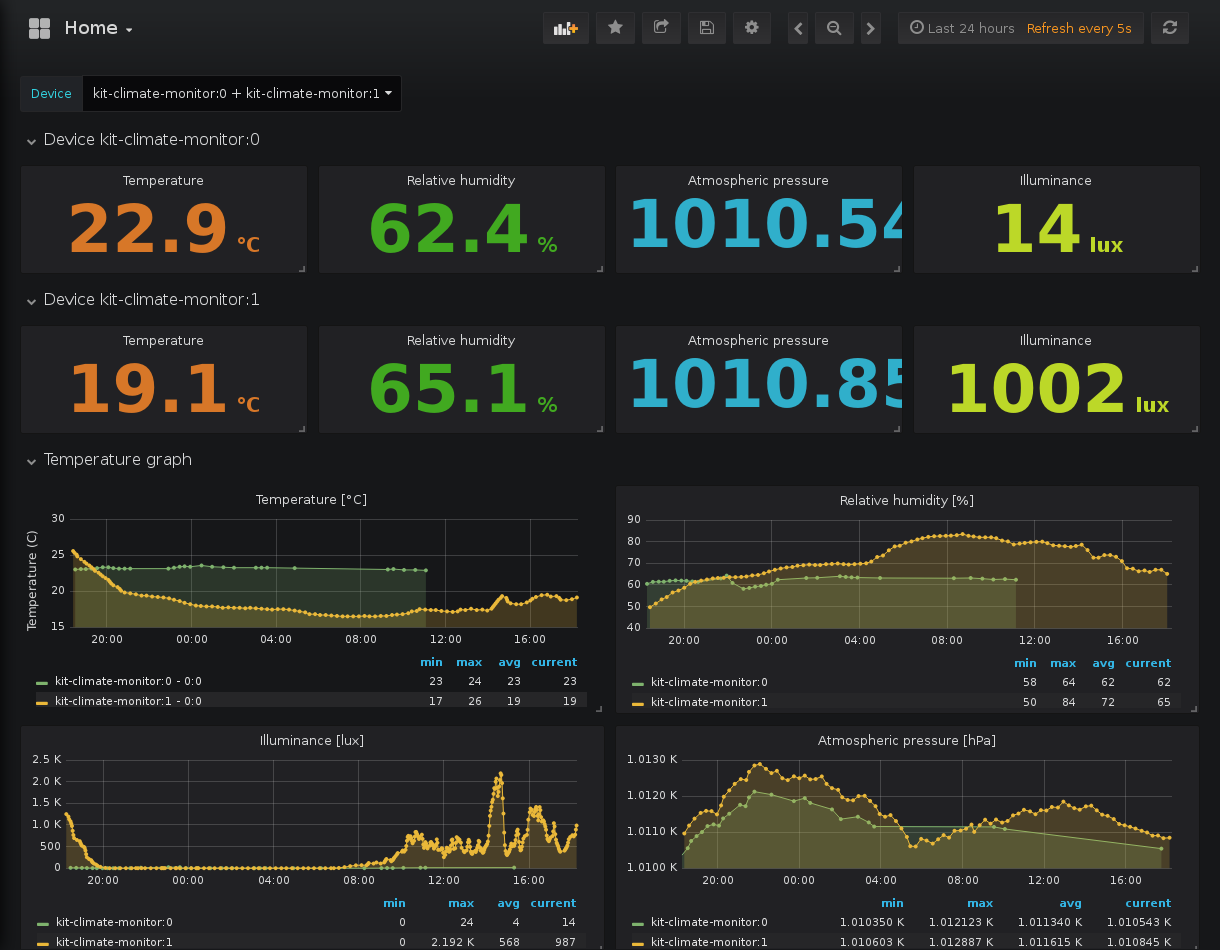 Home
Last 24 hours Refresh every 5s
Device kit-climate-monitor:0 + kit-climate-monitor:1
Device kit-climate-monitor:0
Temperature Relative humidity Atmospheric pressure Illuminance
22.9 °C 62.4 % 1010.54 14 lux
Device kit-climate-monitor:1
Temperature Relative humidity Atmospheric pressure Illuminance
19.1 °C 65.1 % 1010.85 1002 lux
Temperature graph
Temperature [°C]
Temperature (C)
30
25
20
15
20:00 00:00 04:00 08:00 12:00 16:00
min max avg current
kit-climate-monitor:0 - 0:0 23 24 23 23
kit-climate-monitor:1 - 0:0 17 26 19 19
Relative humidity [%]
90
80
70
60
50
40
20:00 00:00 04:00 08:00 12:00 16:00
min max avg current
kit-climate-monitor:0 58 64 62 62
kit-climate-monitor:1 50 84 72 65
Illuminance [lux]
2.5 K
2.0 K
1.5 K
1.0 K
500
0
20:00 00:00 04:00 08:00 12:00 16:00
min max avg current
kit-climate-monitor:0 0 24 4 14
kit-climate-monitor:1 0 2.192 K 568 987
Atmospheric pressure [hPa]
1.0130 K
1.0120 K
1.0110 K
1.0100 K
20:00 00:00 04:00 08:00 12:00 16:00
min max avg current
kit-climate-monitor:0 1.010350 K 1.012123 K 1.011340 K 1.010543 K
kit-climate-monitor:1 1.010603 K 1.012887 K 1.011615 K 1.010845 K